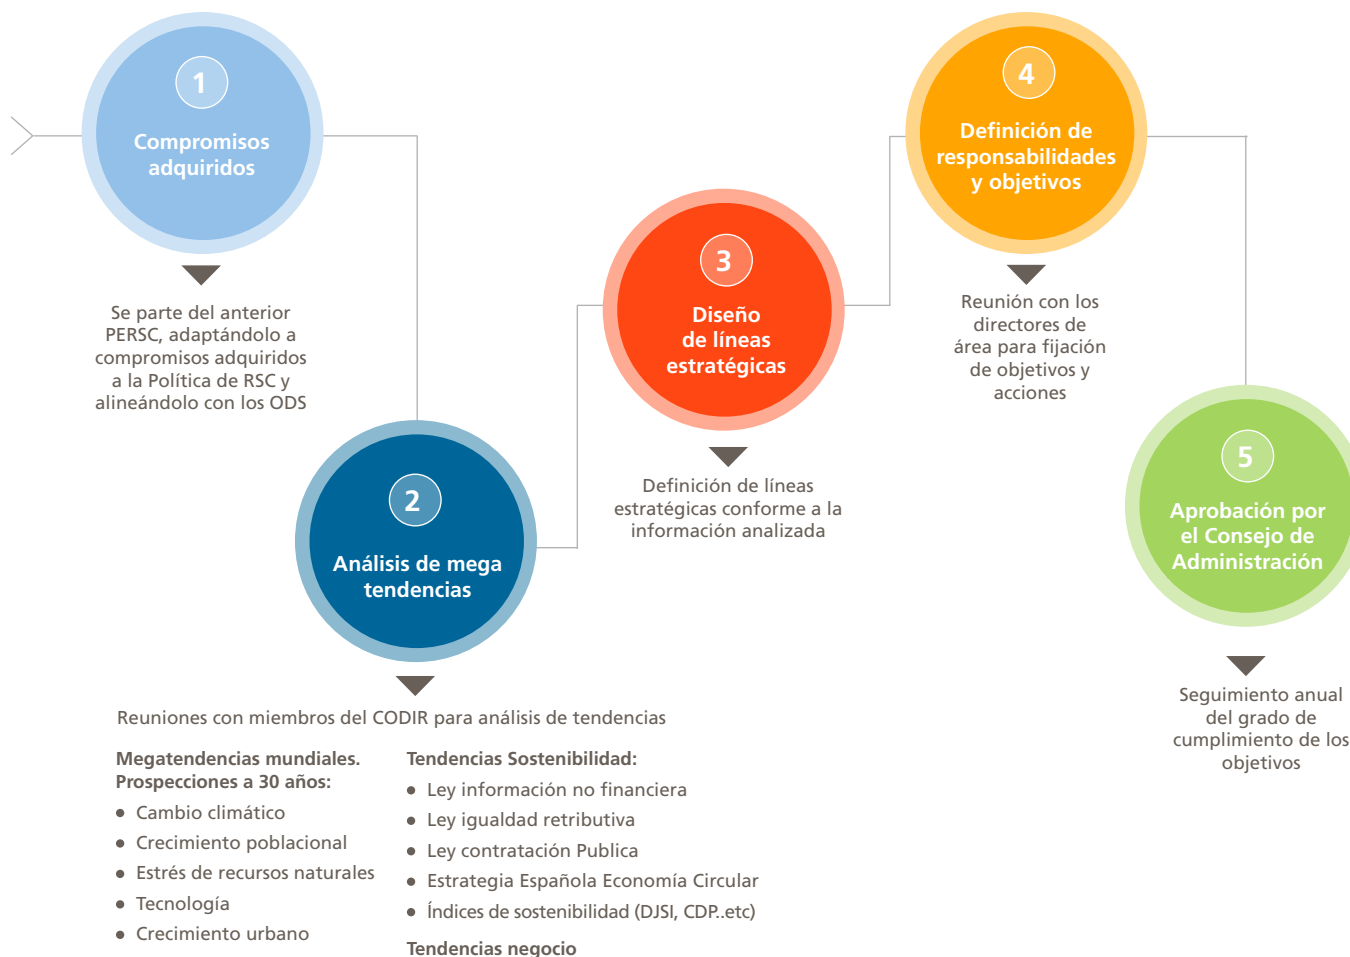 1
Compromisos
adquiridos
Se parte del anterior
PERSC, adaptándolo a
compromisos adquiridos
a la Política de RSC y
alineándolo con los ODS
2
Análisis de mega
tendencias
Reuniones con miembros del CODIR para análisis de tendencias
Megatendencias mundiales.
Prospecciones a 30 años:
• Cambio climático
• Crecimiento poblacional
• Estrés de recursos naturales
• Tecnología
• Crecimiento urbano
Tendencias Sostenibilidad:
• Ley información no financiera
• Ley igualdad retributiva
• Ley contratación Publica
• Estrategia Española Economía Circular
• Índices de sostenibilidad (DJSI, CDP..etc)
Tendencias negocio
3
Diseño
de líneas
estratégicas
Definición de líneas
estratégicas conforme a la
información analizada
4
Definición de
responsabilidades
y objetivos
Reunión con los
directores de
área para fijación
de objetivos y
acciones
5
Aprobación por
el Consejo de
Administración
Seguimiento anual
del grado de
cumplimiento de los
objetivos